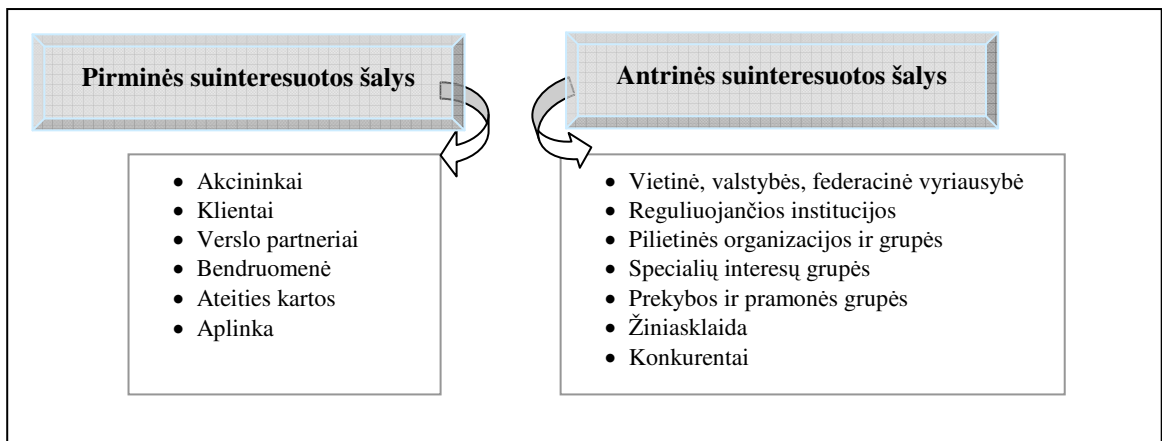 Pirminės suinteresuotos šalys
• Akcininkai
• Klientai
• Verslo partneriai
• Bendruomenė
• Ateities kartos
• Aplinka
Antrinės suinteresuotos šalys
• Vietinė, valstybės, federacinė vyriausybė
• Reguliuojančios institucijos
• Pilietinės organizacijos ir grupės
• Specialių interesų grupės
• Prekybos ir pramonės grupės
• Žiniasklaida
• Konkurentai